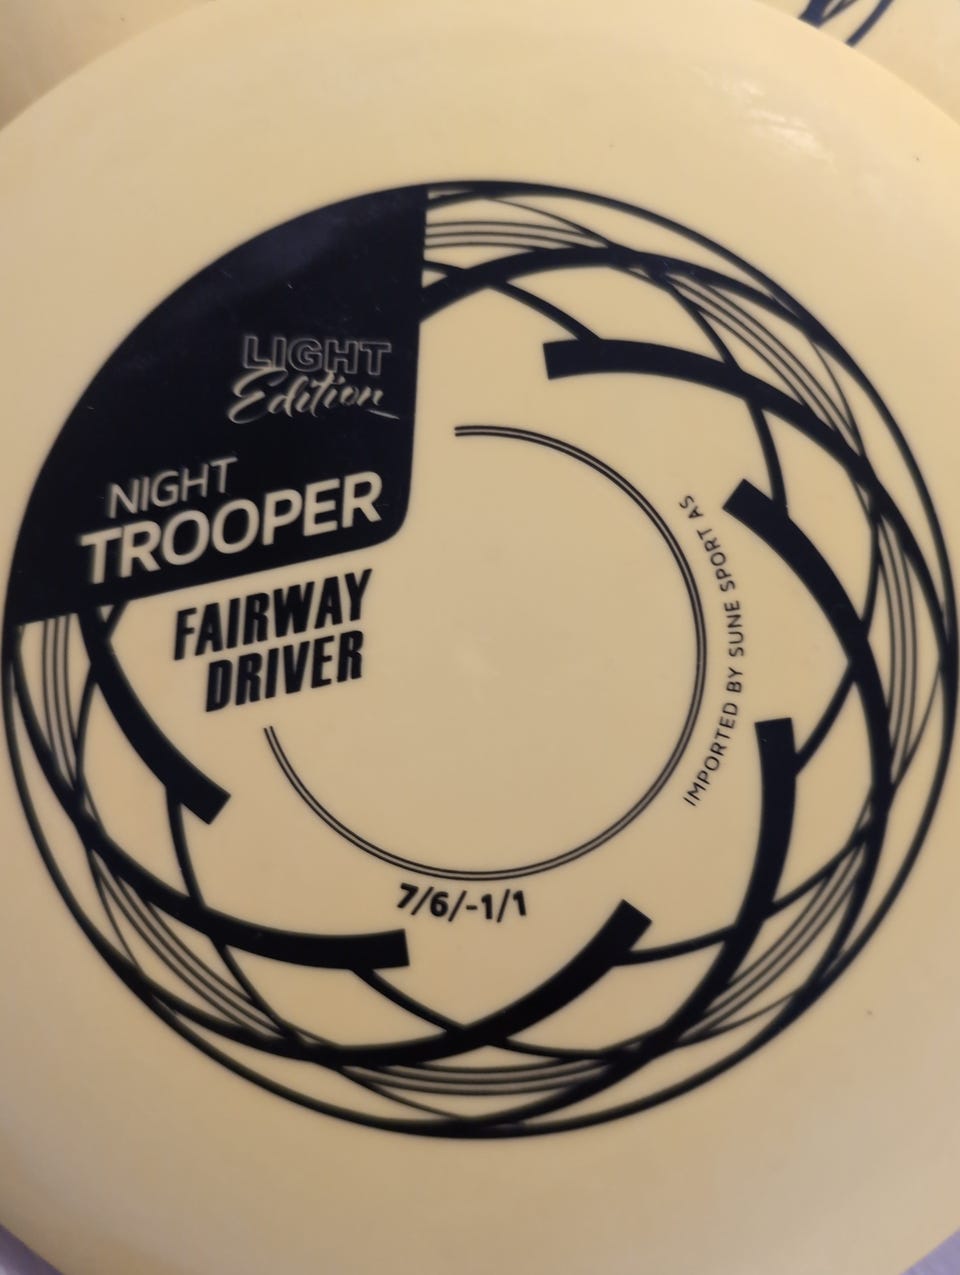 LIGHT
Edition
NIGHT
TROOPER
FAIRWAY
DRIVER
IMPORTED BY SUNE SPORT AS
7/6/-1/1